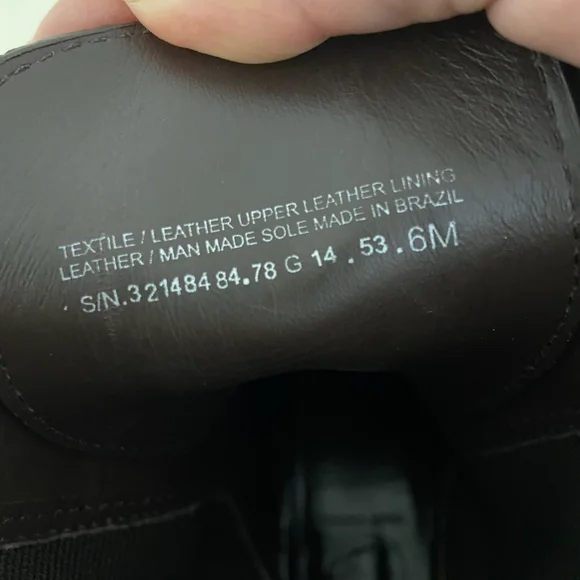 TEXTILE / LEATHER UPPER LEATHER LINING
LEATHER / MAN MADE SOLE MADE IN BRAZIL
. S/N.321484 84.78 G 14 . 53 . 6M